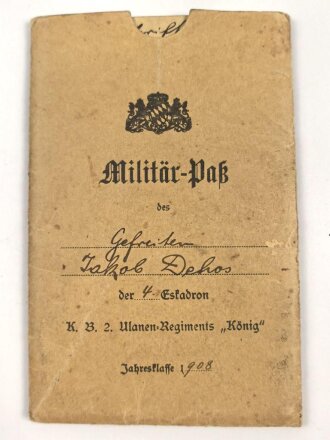 Militär-Paß
des
Gefreiten
Jakob Dehos
der 4. Eskadron
K. B. 2. Ulanen-Regiments „König“
Jahresklasse 1908